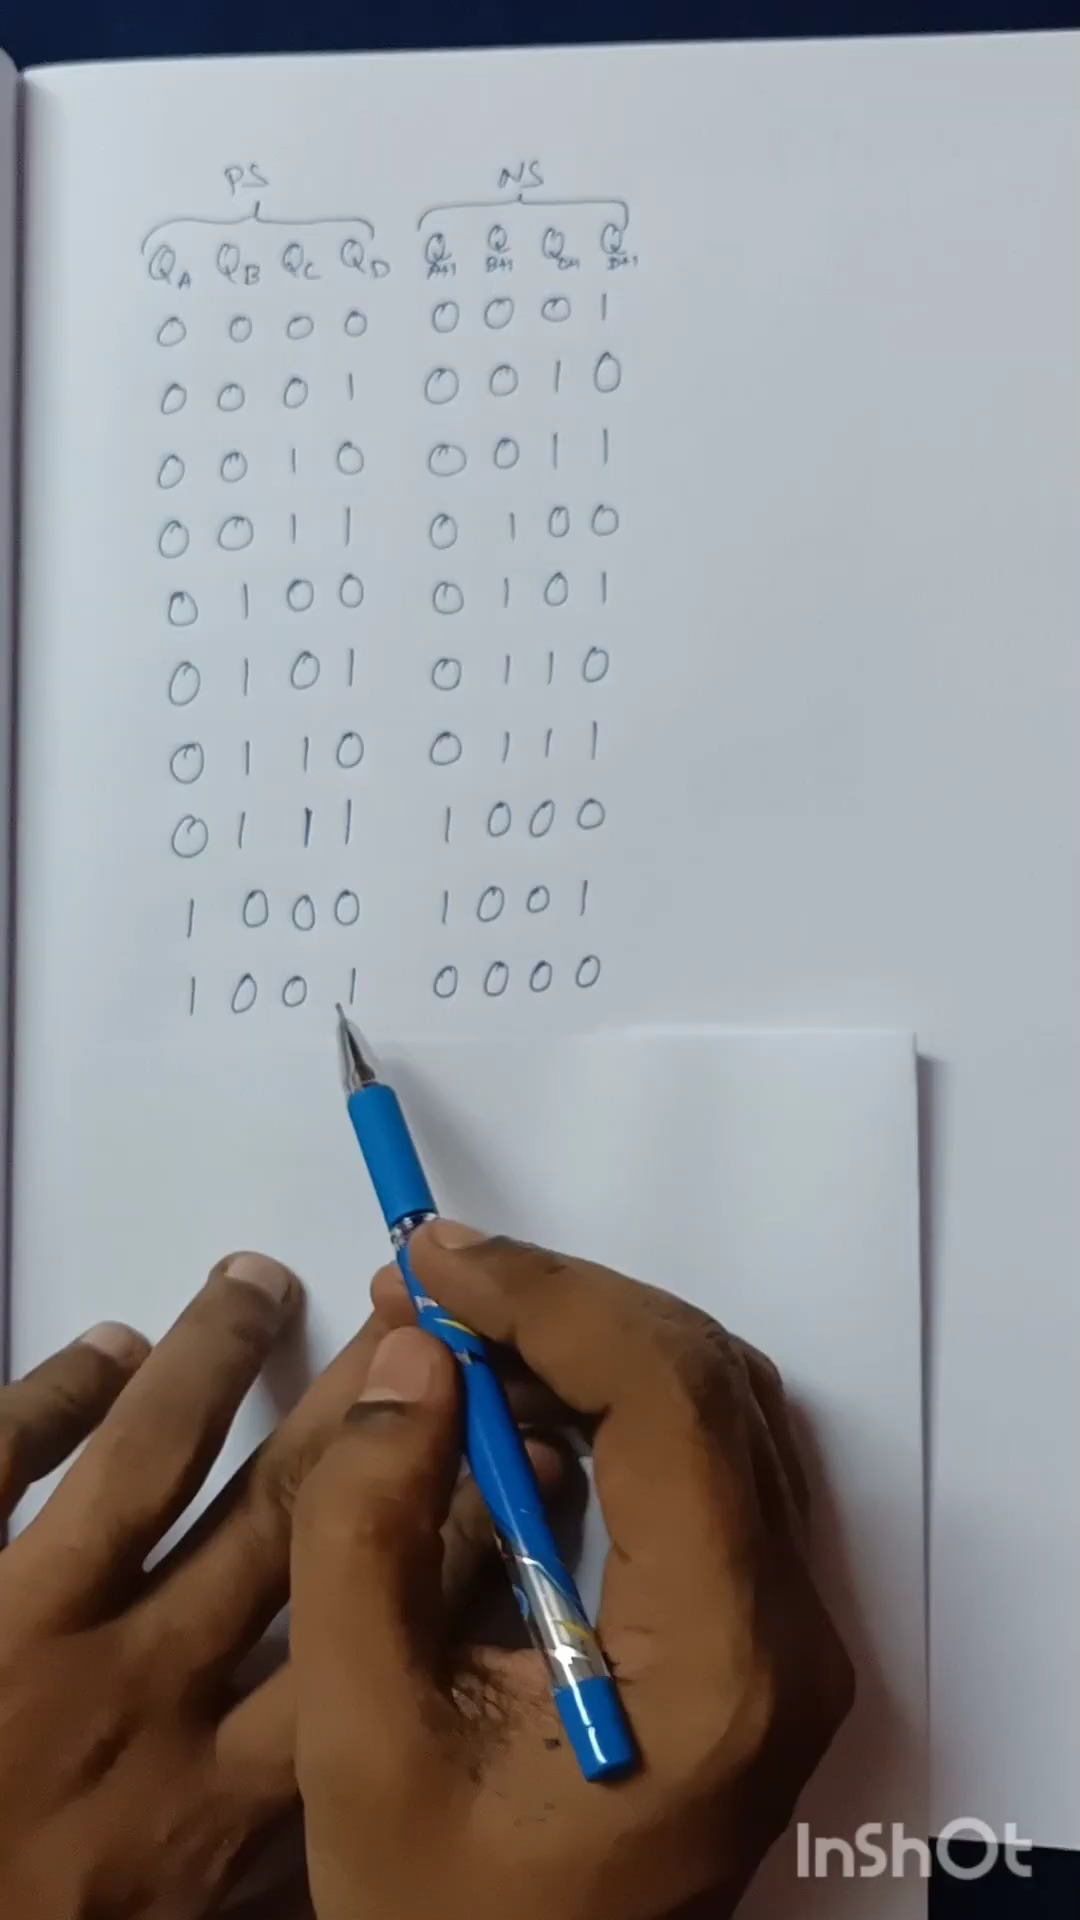 PS NS
QA QB QC QD QA+1 QB+1 QC+1 QD+1
0 0 0 0 0 0 0 1
0 0 0 1 0 0 1 0
0 0 1 0 0 0 1 1
0 0 1 1 0 1 0 0
0 1 0 0 0 1 0 1
0 1 0 1 0 1 1 0
0 1 1 0 0 1 1 1
0 1 1 1 1 0 0 0
1 0 0 0 1 0 0 1
1 0 0 1 0 0 0 0
InShOt